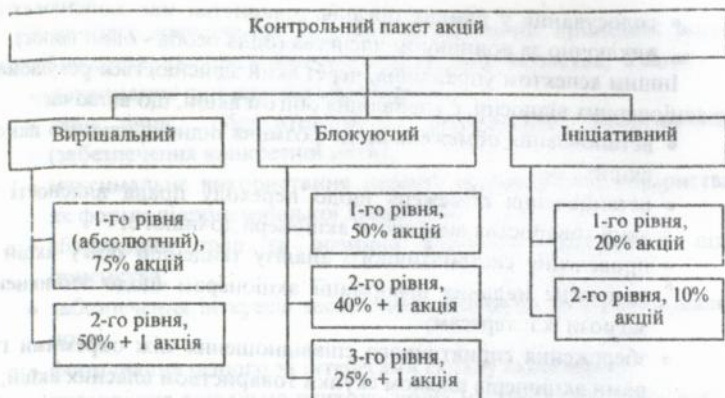 Контрольний пакет акцій
Вирішальний
Блокуючий
Ініціативний
1-го рівня
(абсолютний),
75% акцій
1-го рівня,
50% акцій
1-го рівня,
20% акцій
2-го рівня,
50% + 1 акція
2-го рівня,
40% + 1 акція
2-го рівня, 10%
акцій
3-го рівня,
25% + 1 акція